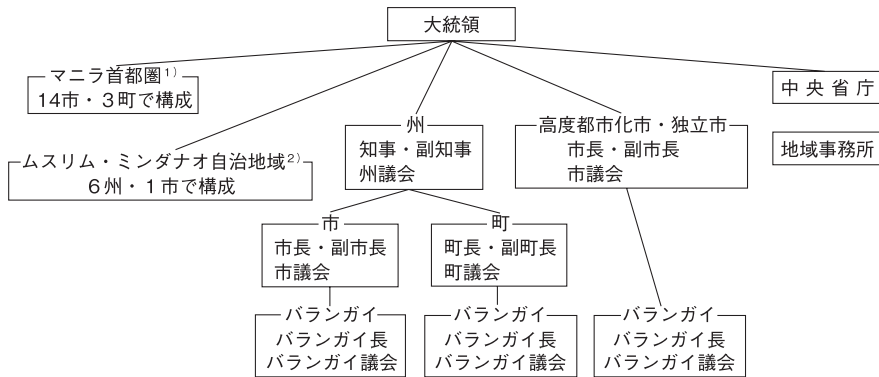 大統領
マニラ首都圏1)
14市・3町で構成
中央省庁
州
知事・副知事
州議会
高度都市化市・独立市
市長・副市長
市議会
地域事務所
ムスリム・ミンダナオ自治地域2)
6州・1市で構成
市
市長・副市長
市議会
町
町長・副町長
町議会
バランガイ
バランガイ長
バランガイ議会
バランガイ
バランガイ長
バランガイ議会
バランガイ
バランガイ長
バランガイ議会